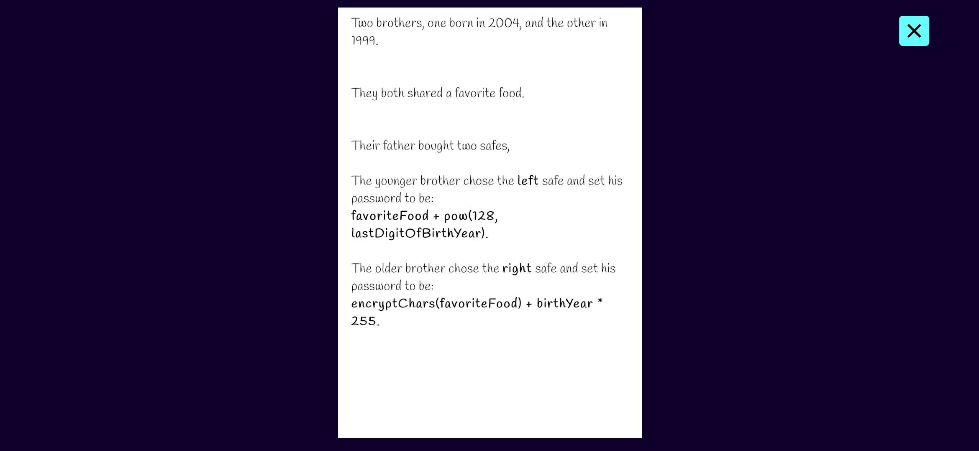 Two brothers, one born in 2004, and the other in
1999.
They both shared a favorite food.
Their father bought two safes,
The younger brother chose the left safe and set his
password to be:
favoriteFood + pow(128,
lastDigitOfBirthYear).
The older brother chose the right safe and set his
password to be:
encryptChars(favoriteFood) + birthYear *
255.